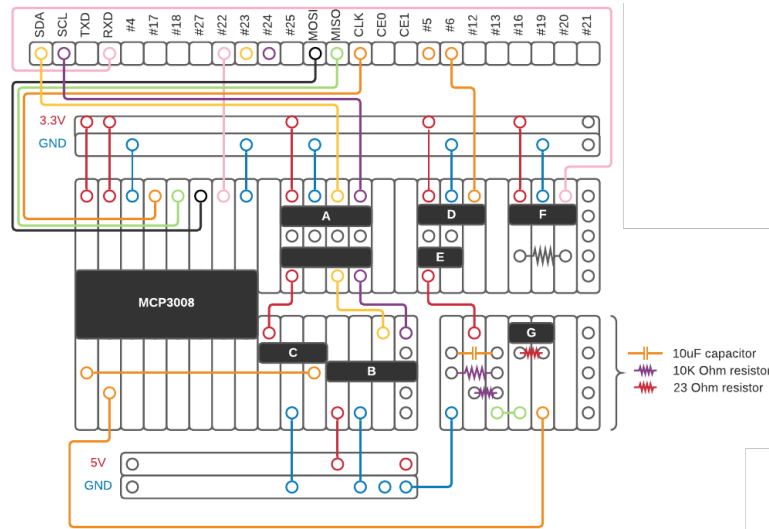 SDA SCL TXD RXD #4 #17 #18 #27 #22 #23 #24 #25 MOSI MISO CLK CE0 CE1 #5 #6 #12 #13 #16 #19 #20 #21
3.3V
GND
A
D
F
E
MCP3008
G
C
B
10uF capacitor
10K Ohm resistor
23 Ohm resistor
5V
GND